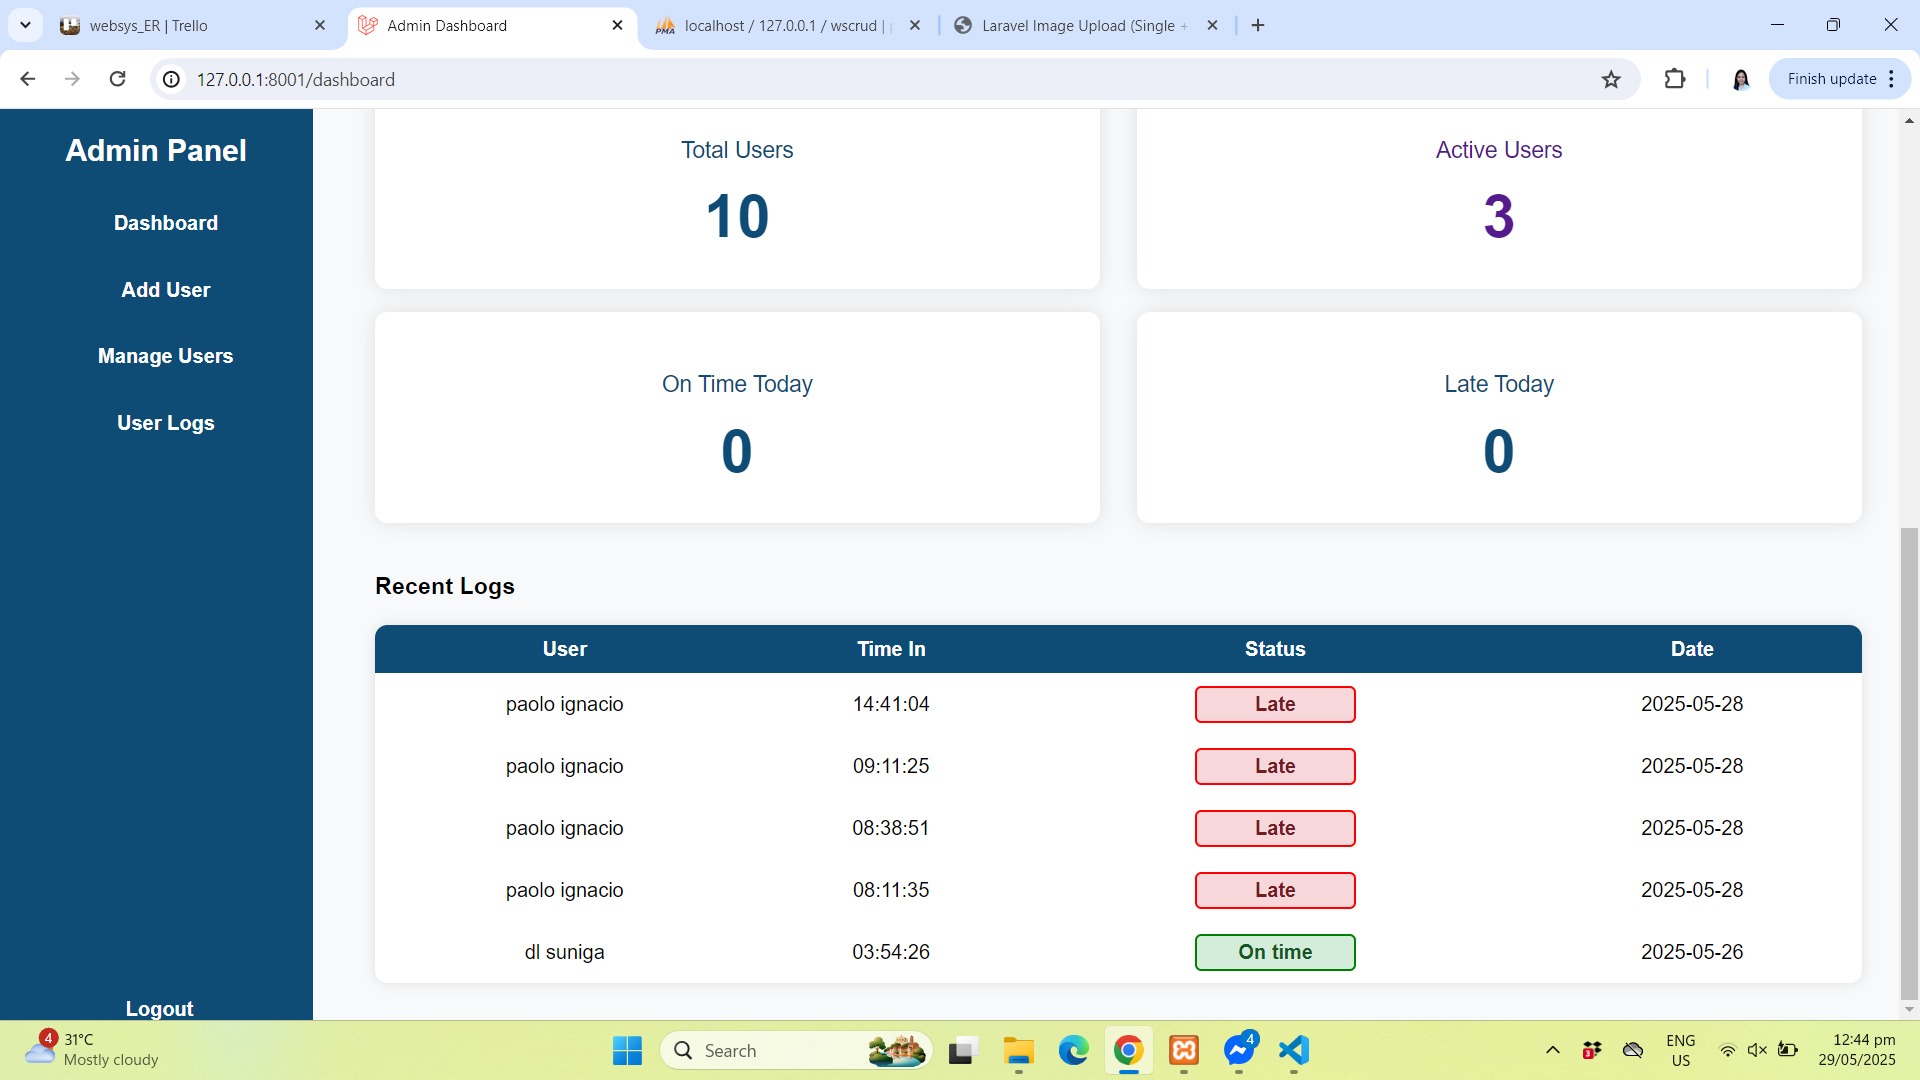 websys_ER | Trello
Admin Dashboard
PMA
localhost / 127.0.0.1 / wscrud |
Laravel Image Upload (Single +
127.0.0.1:8001/dashboard
Finish update
Admin Panel
Dashboard
Add User
Manage Users
User Logs
Logout
Total Users
10
Active Users
3
On Time Today
0
Late Today
0
Recent Logs
User Time In Status Date
paolo ignacio 14:41:04 Late 2025-05-28
paolo ignacio 09:11:25 Late 2025-05-28
paolo ignacio 08:38:51 Late 2025-05-28
paolo ignacio 08:11:35 Late 2025-05-28
dl suniga 03:54:26 On time 2025-05-26
4
31°C
Mostly cloudy
Search
4
3
ENG
US
12:44 pm
29/05/2025